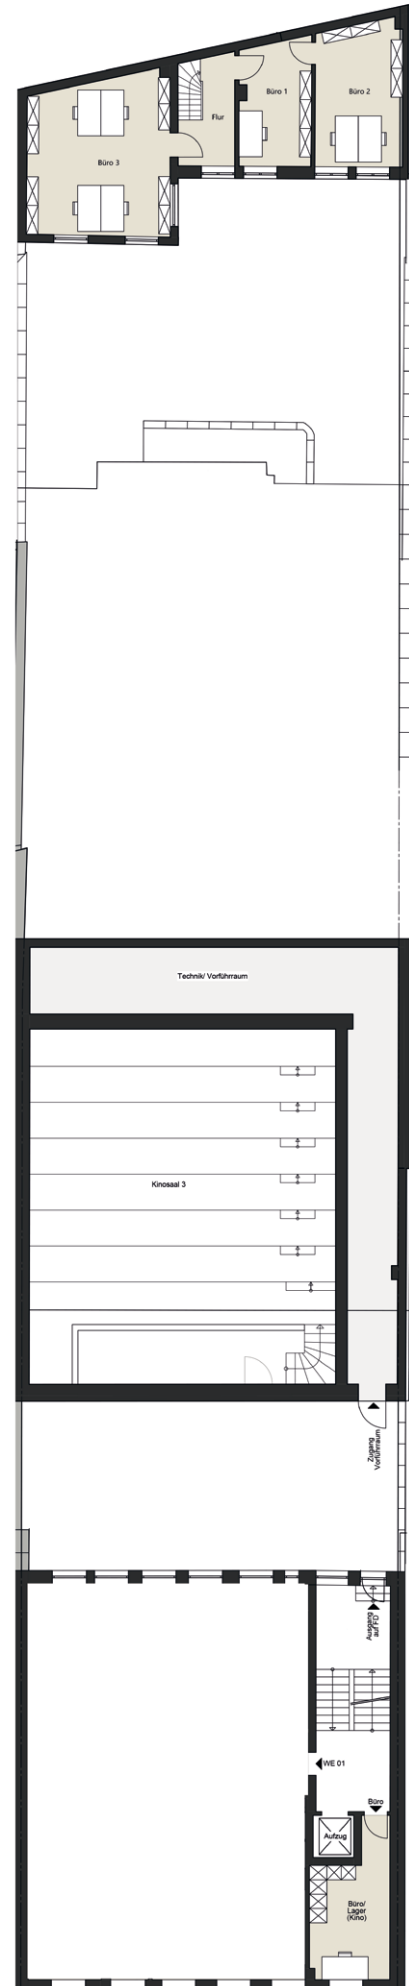 Büro 1
Büro 2
Flur
Büro 3
Technik/ Vorführraum
Kinosaal 3
Zugang
Vorführraum
Ausgang
auf FD
WE 01
Büro
Aufzug
Büro/
Lager
(Kino)